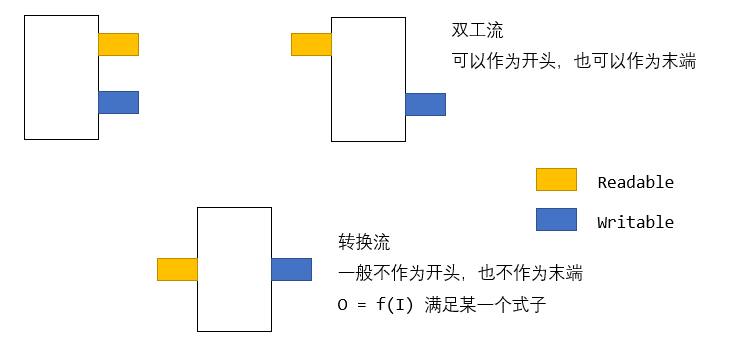 双工流
可以作为开头，也可以作为末端
Readable
Writable
转换流
一般不作为开头，也不作为末端
O = f(I) 满足某一个式子